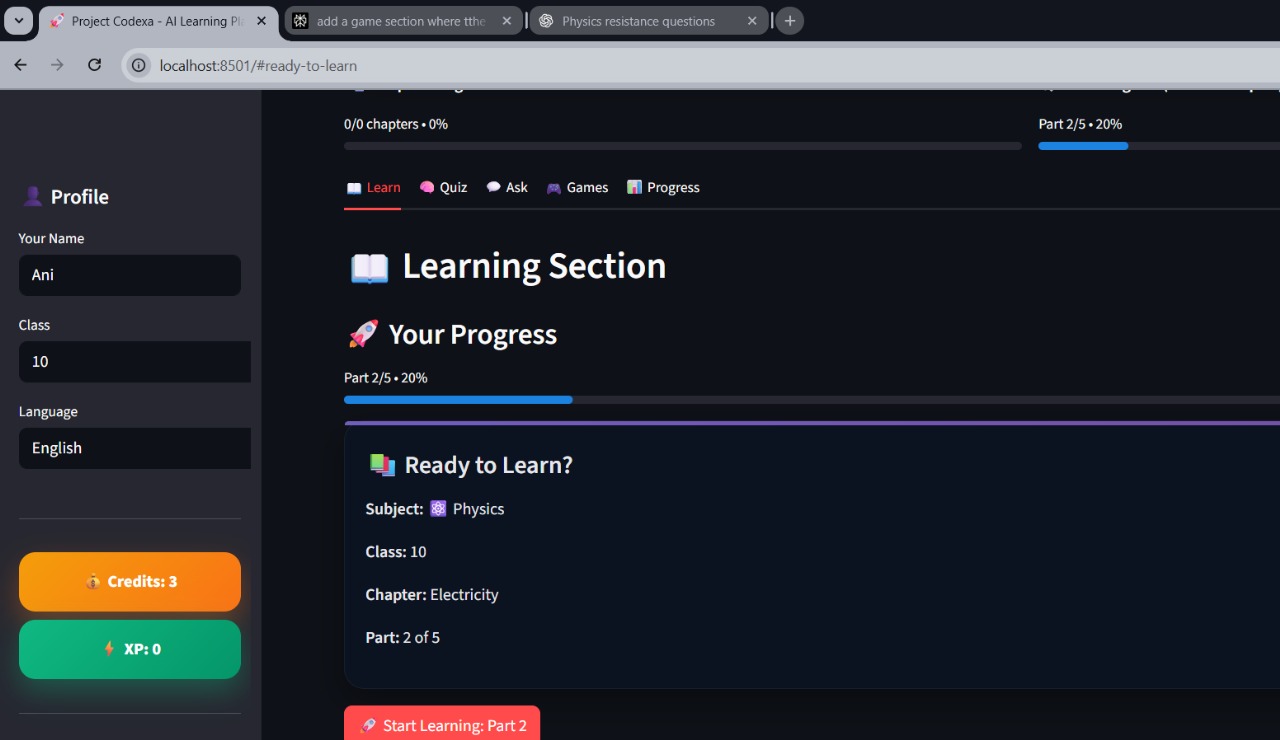 Project Codexa - AI Learning Pl
add a game section where tthe
Physics resistance questions
localhost:8501/#ready-to-learn
Profile
Your Name
Ani
Class
10
Language
English
Credits: 3
XP: 0
0/0 chapters • 0%
Part 2/5 • 20%
Learn
Quiz
Ask
Games
Progress
Learning Section
Your Progress
Part 2/5 • 20%
Ready to Learn?
Subject: Physics
Class: 10
Chapter: Electricity
Part: 2 of 5
Start Learning: Part 2